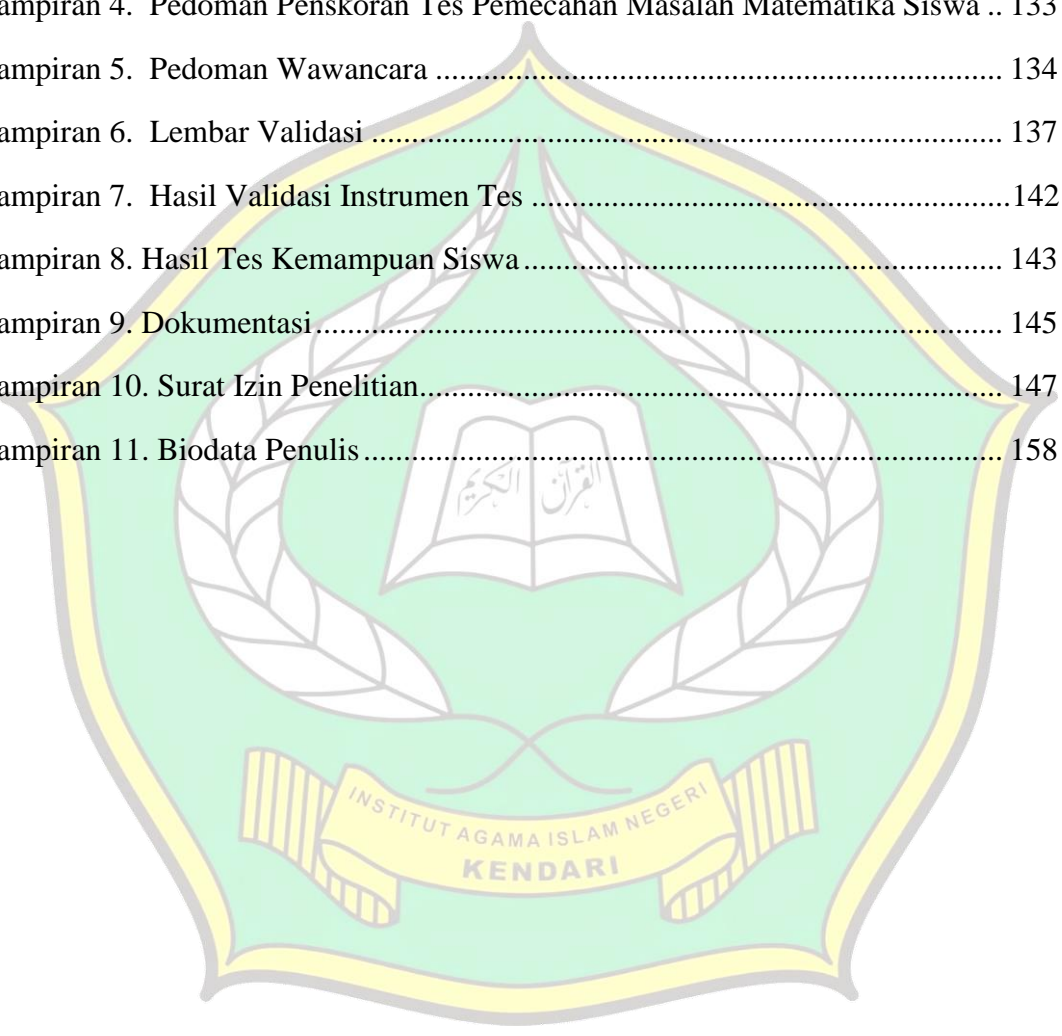 ampiran 4.  Pedoman Penskoran Tes Pemecahan Masalah Matematika Siswa .. 133
ampiran 5.  Pedoman Wawancara ................................................................ 134
ampiran 6.  Lembar Validasi ........................................................................ 137
ampiran 7.  Hasil Validasi Instrumen Tes .....................................................142
ampiran 8. Hasil Tes Kemampuan Siswa ...................................................... 143
ampiran 9. Dokumentasi .............................................................................. 145
ampiran 10. Surat Izin Penelitian .................................................................. 147
ampiran 11. Biodata Penulis ........................................................................ 158
القرآن الكريم
INSTITUT AGAMA ISLAM NEGERI
KENDARI